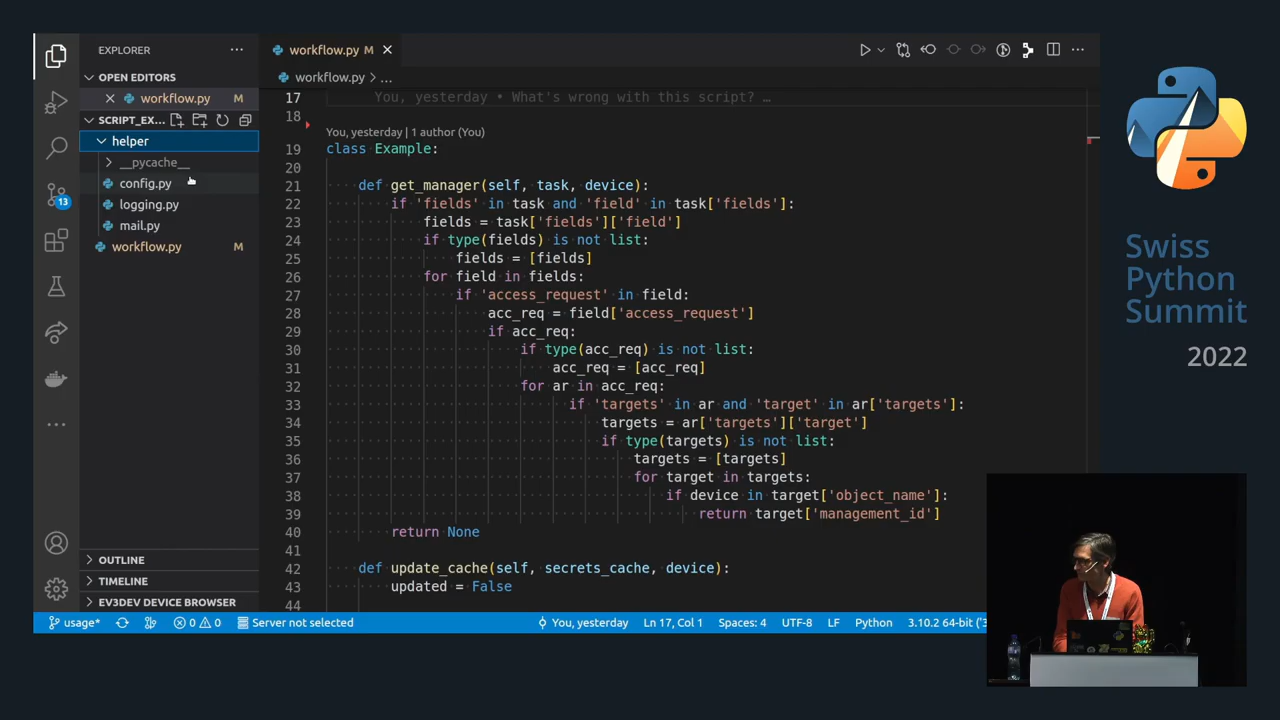 EXPLORER
OPEN EDITORS
workflow.py M
SCRIPT_EX...
helper
__pycache__
config.py
logging.py
mail.py
workflow.py M
OUTLINE
TIMELINE
EV3DEV DEVICE BROWSER
13
workflow.py M
workflow.py > ...
17 You, yesterday • What's wrong with this script? …
18
You, yesterday | 1 author (You)
19 class Example:
20
21 def get_manager(self, task, device):
22 if 'fields' in task and 'field' in task['fields']:
23 fields = task['fields']['field']
24 if type(fields) is not list:
25 fields = [fields]
26 for field in fields:
27 if 'access_request' in field:
28 acc_req = field['access_request']
29 if acc_req:
30 if type(acc_req) is not list:
31 acc_req = [acc_req]
32 for ar in acc_req:
33 if 'targets' in ar and 'target' in ar['targets']:
34 targets = ar['targets']['target']
35 if type(targets) is not list:
36 targets = [targets]
37 for target in targets:
38 if device in target['object_name']:
39 return target['management_id']
40 return None
41
42 def update_cache(self, secrets_cache, device):
43 updated = False
44
usage* 0 0 Server not selected You, yesterday Ln 17, Col 1 Spaces: 4 UTF-8 LF Python 3.10.2 64-bit ('3
Swiss
Python
Summit
2022